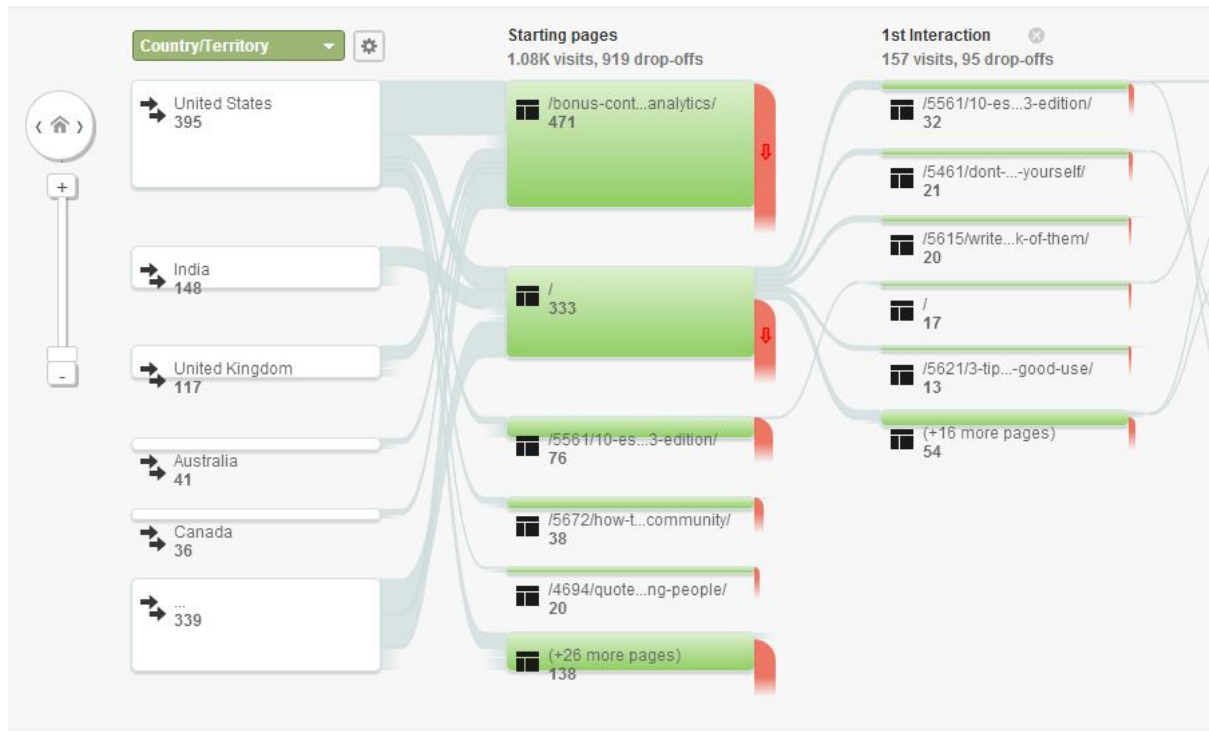 Country/Territory
United States
395
India
148
United Kingdom
117
Australia
41
Canada
36
...
339
Starting pages
1.08K visits, 919 drop-offs
/bonus-cont...analytics/
471
/
333
/5561/10-es...3-edition/
76
/5672/how-t...community/
38
/4694/quote...ng-people/
20
(+26 more pages)
138
1st Interaction
157 visits, 95 drop-offs
/5561/10-es...3-edition/
32
/5461/dont-...-yourself/
21
/5615/write...k-of-them/
20
/
17
/5621/3-tip...-good-use/
13
(+16 more pages)
54